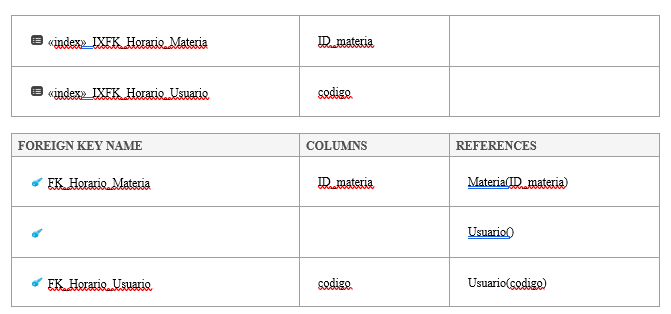 «index» IXFK_Horario_Materia ID_materia
«index» IXFK_Horario_Usuario codigo
FOREIGN KEY NAME COLUMNS REFERENCES
FK_Horario_Materia ID_materia Materia(ID_materia)
Usuario()
FK_Horario_Usuario codigo Usuario(codigo)